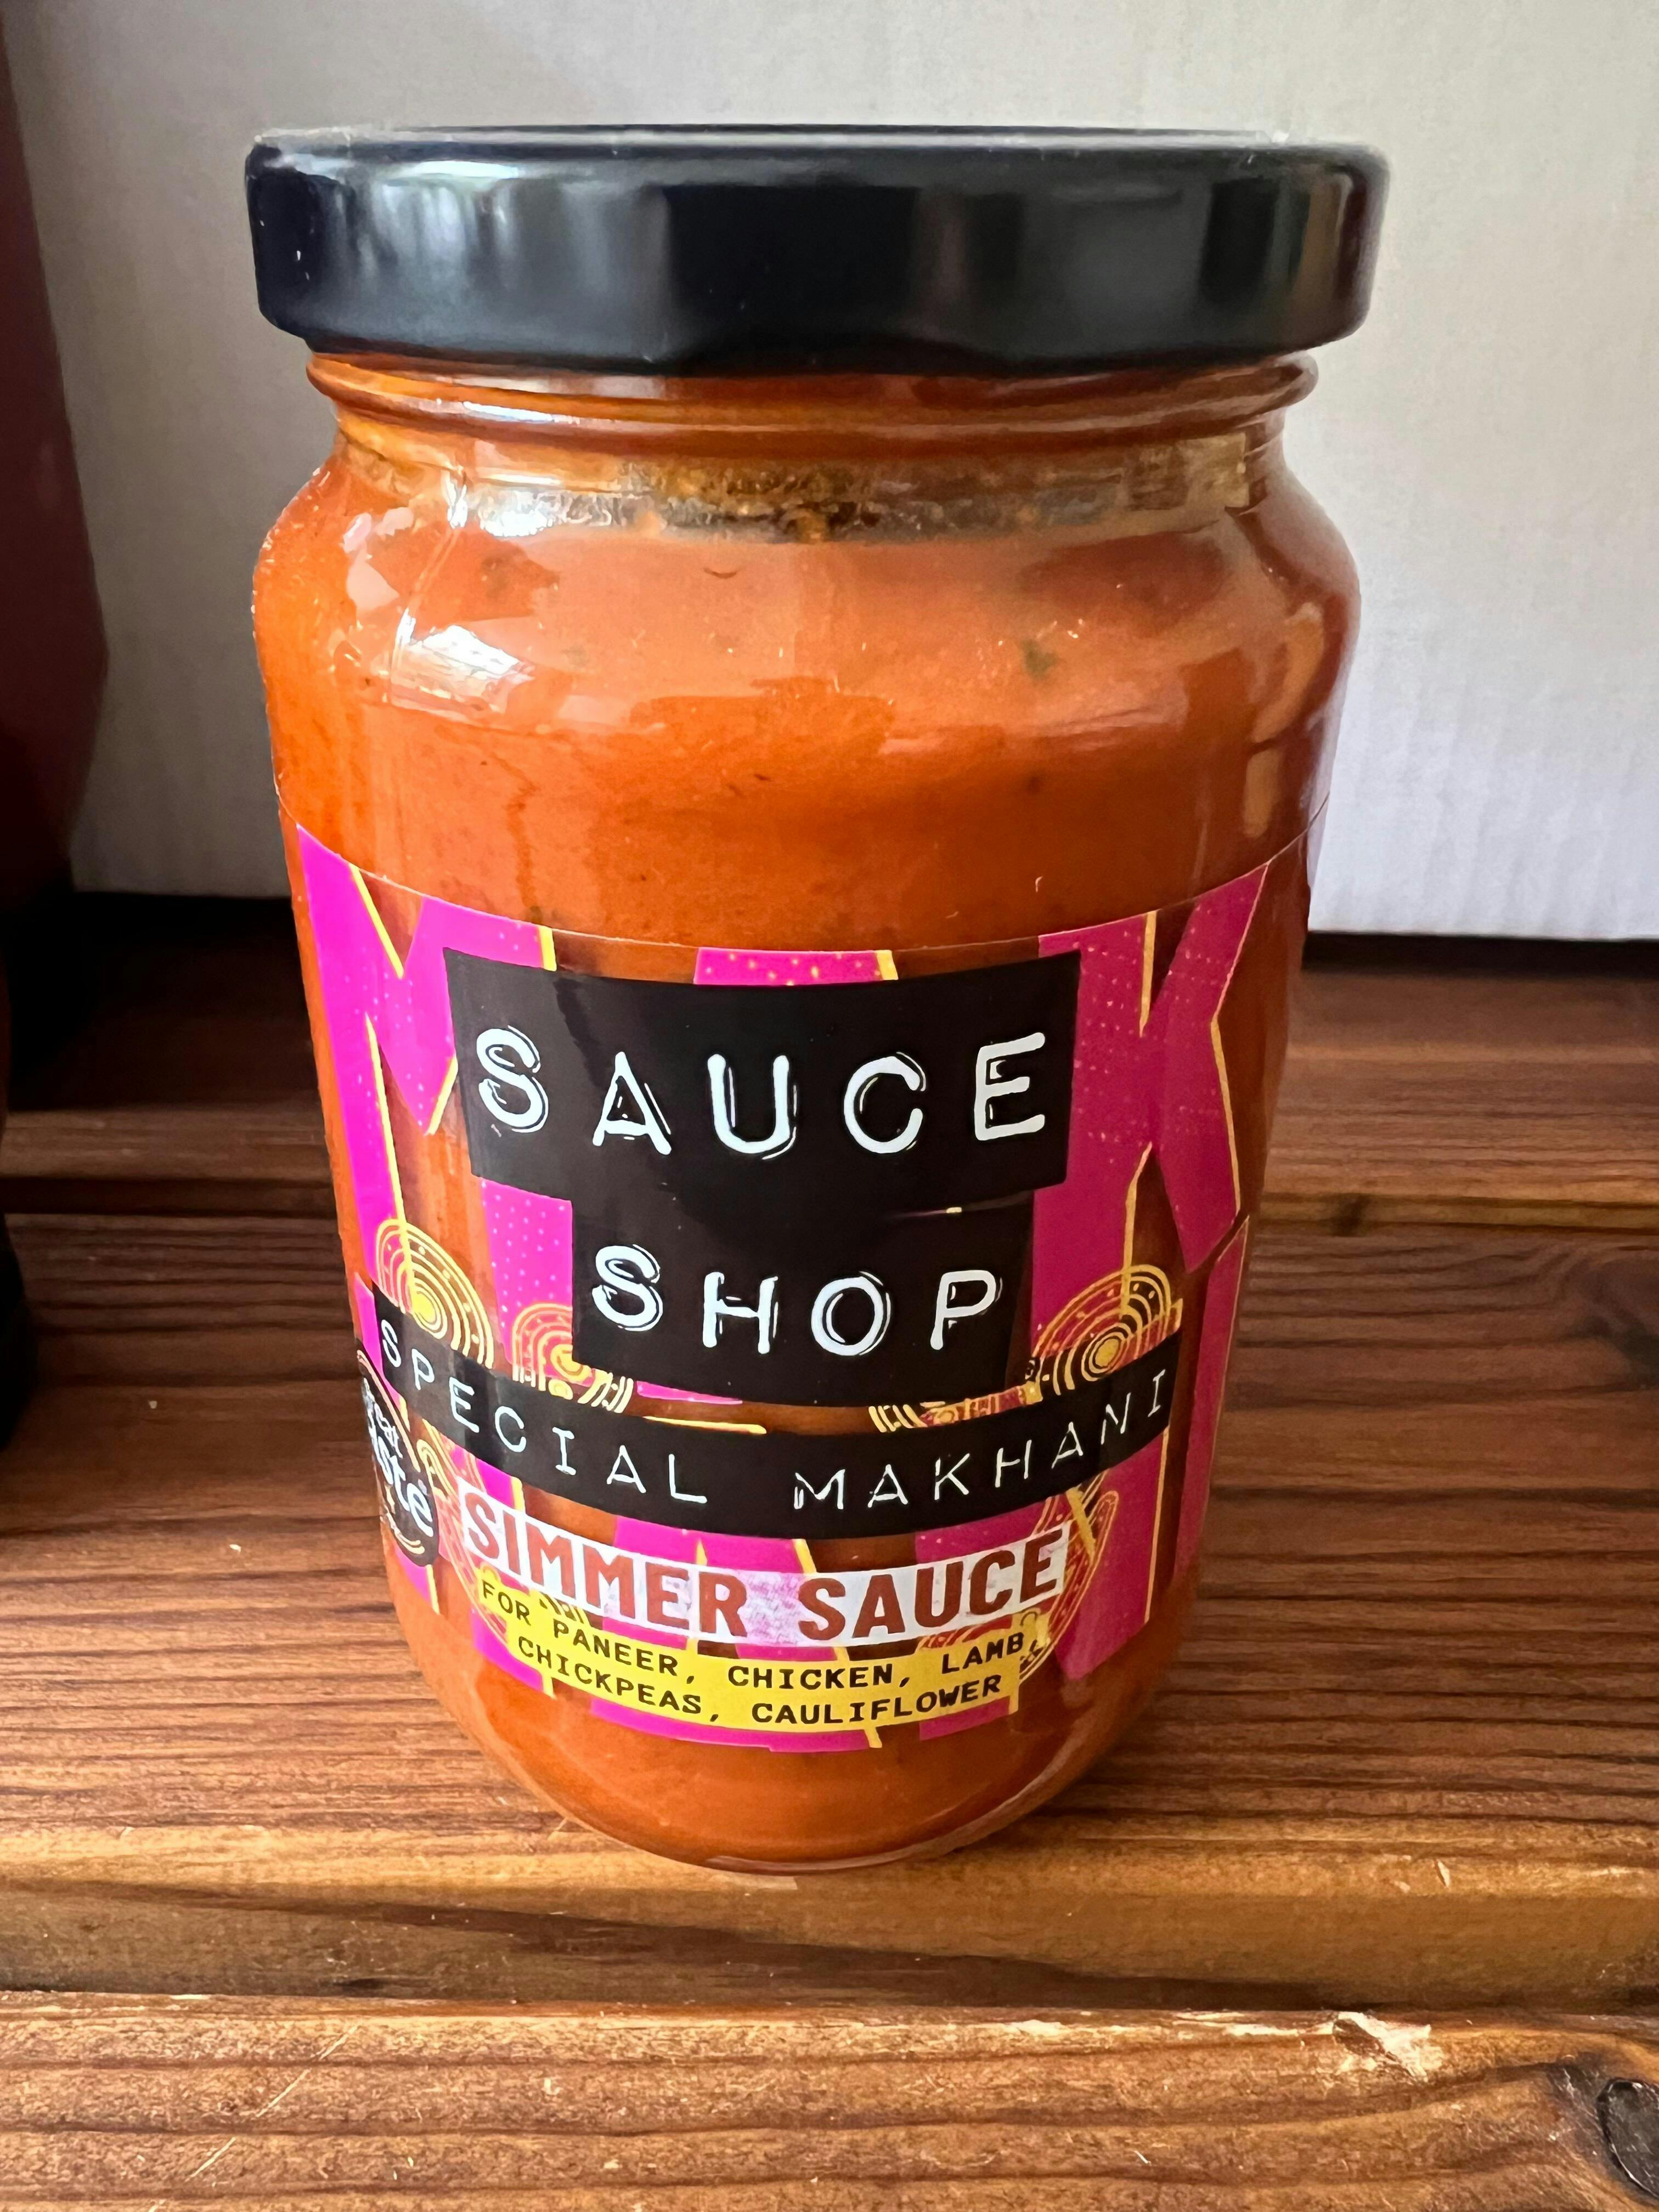 SAUCE
SHOP
SPECIAL MAKHANI
SIMMER SAUCE
FOR PANEER, CHICKEN, LAMB,
CHICKPEAS, CAULIFLOWER